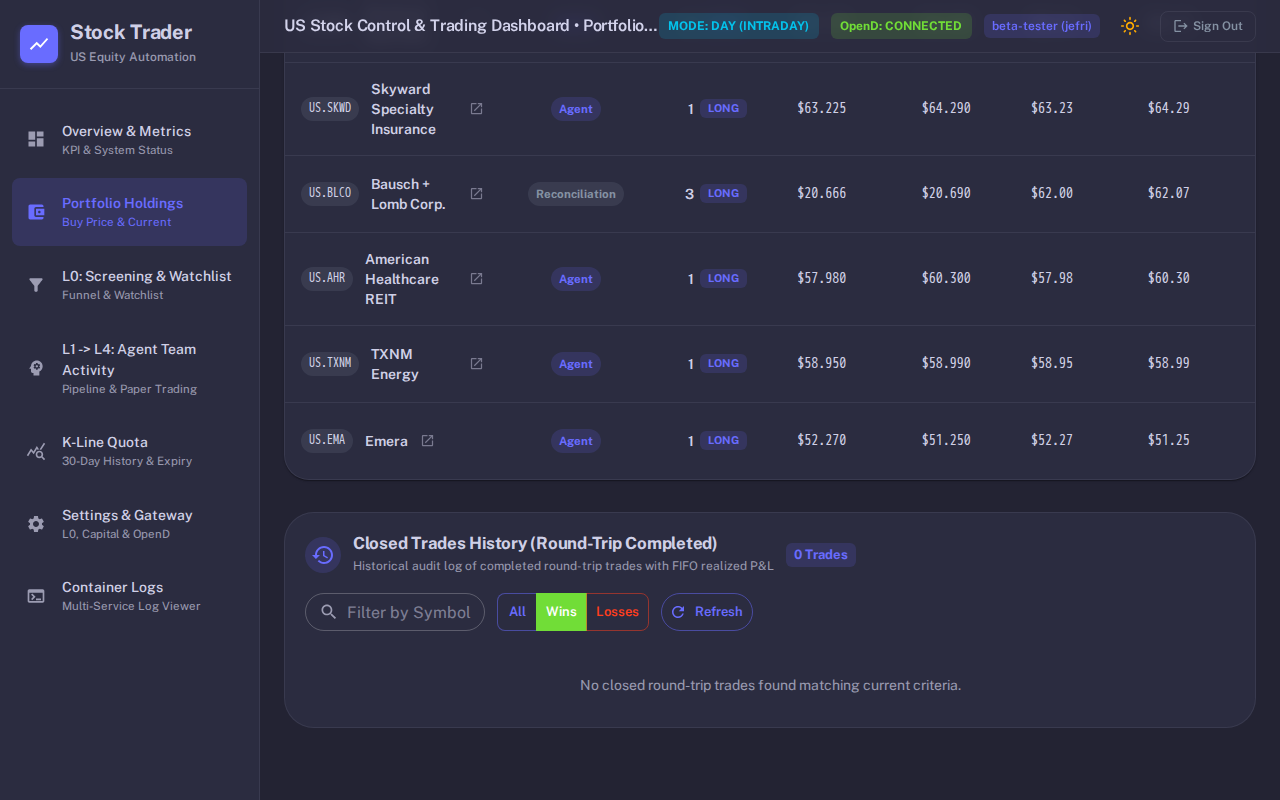 Stock Trader
US Equity Automation
Overview & Metrics
KPI & System Status
Portfolio Holdings
Buy Price & Current
L0: Screening & Watchlist
Funnel & Watchlist
L1 -> L4: Agent Team
Activity
Pipeline & Paper Trading
K-Line Quota
30-Day History & Expiry
Settings & Gateway
L0, Capital & OpenD
Container Logs
Multi-Service Log Viewer
US Stock Control & Trading Dashboard • Portfolio... MODE: DAY (INTRADAY) OpenD: CONNECTED beta-tester (jefri) Sign Out
US.SKWD Skyward Specialty Insurance Agent 1 LONG $63.225 $64.290 $63.23 $64.29
US.BLCO Bausch + Lomb Corp. Reconciliation 3 LONG $20.666 $20.690 $62.00 $62.07
US.AHR American Healthcare REIT Agent 1 LONG $57.980 $60.300 $57.98 $60.30
US.TXNM TXNM Energy Agent 1 LONG $58.950 $58.990 $58.95 $58.99
US.EMA Emera Agent 1 LONG $52.270 $51.250 $52.27 $51.25
Closed Trades History (Round-Trip Completed)
Historical audit log of completed round-trip trades with FIFO realized P&L
0 Trades
Filter by Symbol All Wins Losses Refresh
No closed round-trip trades found matching current criteria.